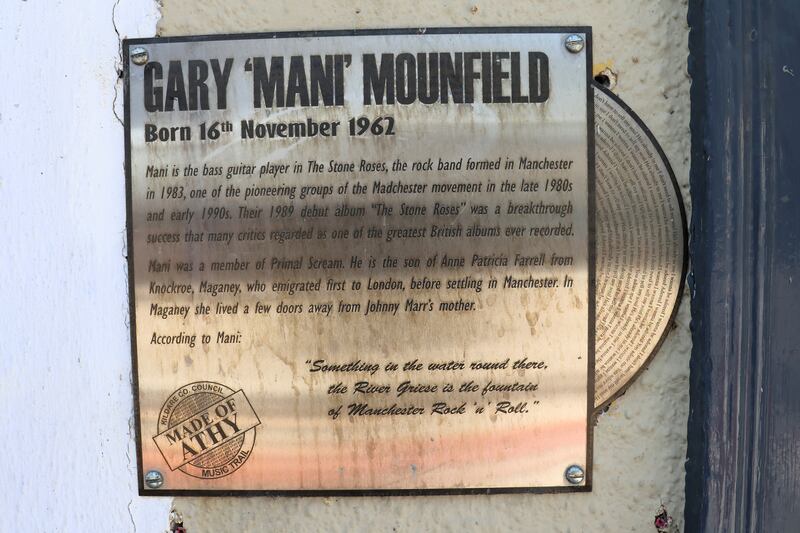 GARY 'MANI' MOUNFIELD
Born 16th November 1962
Mani is the bass guitar player in The Stone Roses, the rock band formed in Manchester
in 1983, one of the pioneering groups of the Madchester movement in the late 1980s
and early 1990s. Their 1989 debut album "The Stone Roses" was a breakthrough
success that many critics regarded as one of the greatest British albums ever recorded.
Mani was a member of Primal Scream. He is the son of Anne Patricia Farrell from
Knockroe, Maganey, who emigrated first to London, before settling in Manchester. In
Maganey she lived a few doors away from Johnny Marr's mother.
According to Mani:
"Something in the water round there,
the River Griese is the fountain
of Manchester Rock 'n' Roll."
KILDARE CO. COUNCIL
MADE OF
ATHY
MUSIC TRAIL